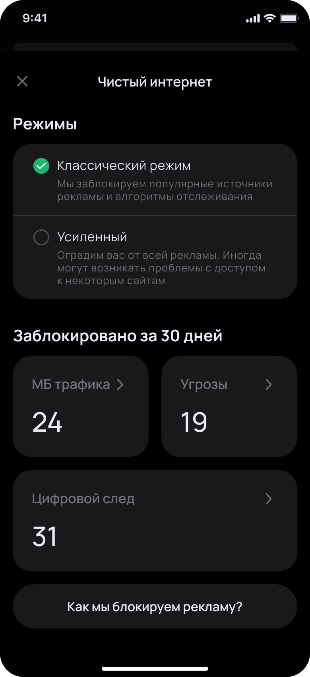 9:41
Чистый интернет
Режимы
Классический режим
Мы заблокируем популярные источники
рекламы и алгоритмы отслеживания
Усиленный
Оградим вас от всей рекламы. Иногда
могут возникать проблемы с доступом
к некоторым сайтам
Заблокировано за 30 дней
МБ трафика
Угрозы
24
19
Цифровой след
31
Как мы блокируем рекламу?